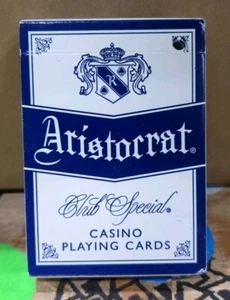 Aristocrat®
Club Special®
CASINO
PLAYING CARDS